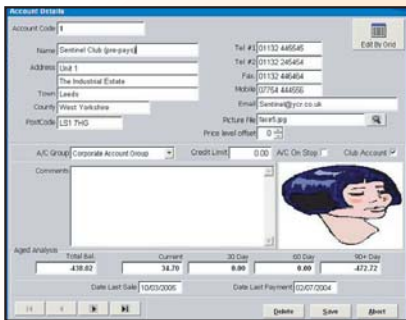 Account Details
Account Code 1
Edit By Grid
Name Sentinel Club (pre-pays)
Address Unit 1
The Industrial Estate
Town Leeds
County West Yorkshire
PostCode LS1 7HG
Tel #1 01132 445545
Tel #2 01132 245454
Fax 01132 446464
Mobile 07754 444555
Email Sentinel@ycr.co.uk
Picture File face5.jpg
Price level offset 0
A/C Group Corporate Account Group Credit Limit 0.00 A/C On Stop Club Account
Comments
Aged Analysis
Total Bal. Current 30 Day 60 Day 90+ Day
-438.02 34.70 0.00 0.00 -472.72
Date Last Sale 10/03/2005 Date Last Payment 02/07/2004
Delete Save Abort